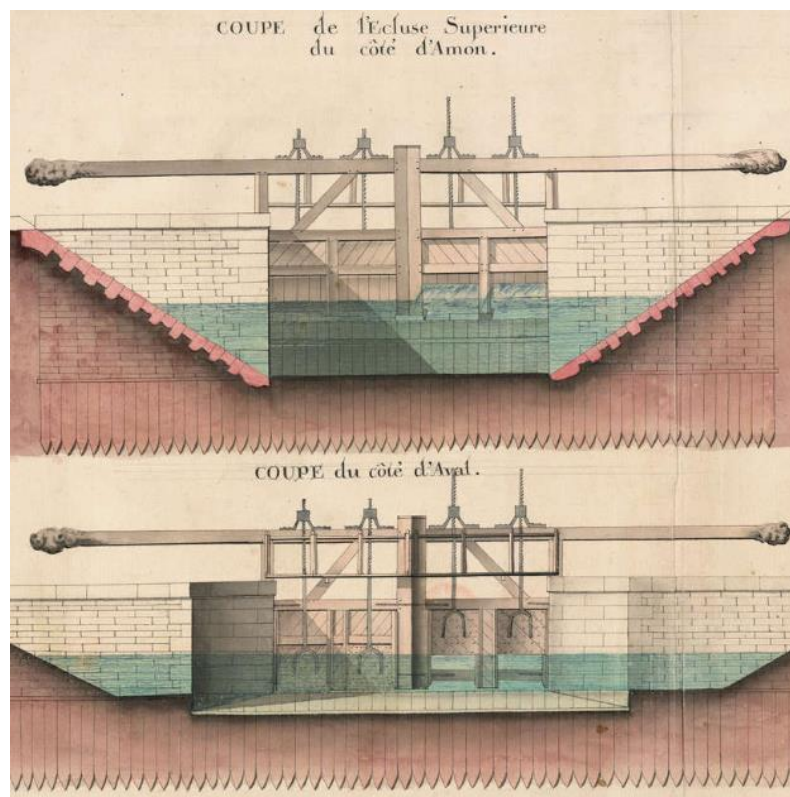 COUPE de l'Ecluse Superieure
du côté d'Amon.
COUPE du côté d'Aval.